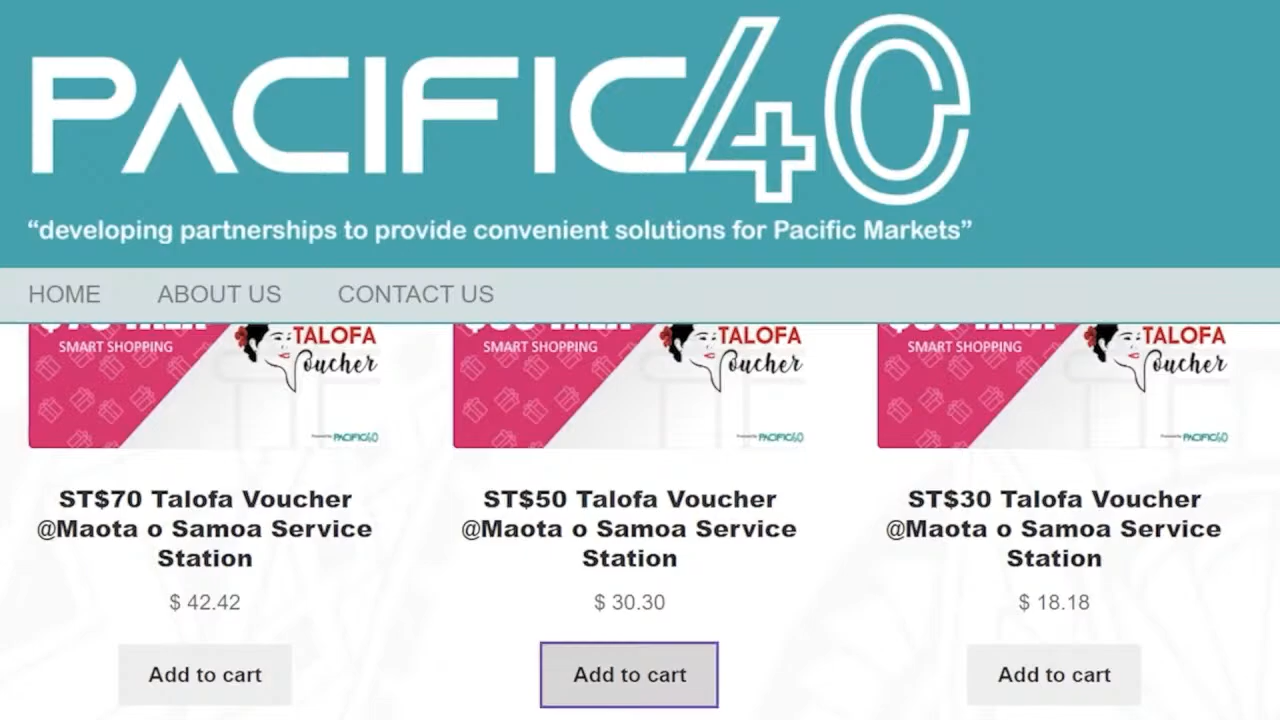 PACIFIC40
“developing partnerships to provide convenient solutions for Pacific Markets”
HOME ABOUT US CONTACT US
SMART SHOPPING TALOFA Voucher
SMART SHOPPING TALOFA Voucher
SMART SHOPPING TALOFA Voucher
PACIFIC40
PACIFIC40
PACIFIC40
ST$70 Talofa Voucher
@Maota o Samoa Service
Station
$ 42.42
Add to cart
ST$50 Talofa Voucher
@Maota o Samoa Service
Station
$ 30.30
Add to cart
ST$30 Talofa Voucher
@Maota o Samoa Service
Station
$ 18.18
Add to cart